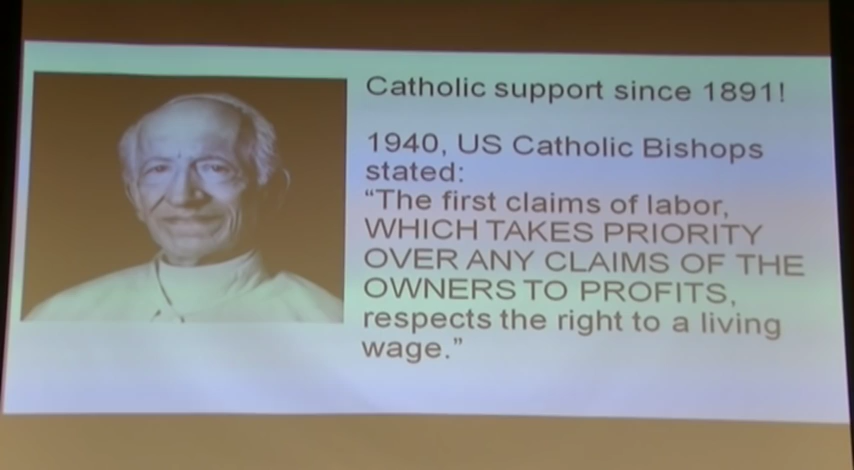 Catholic support since 1891!
1940, US Catholic Bishops
stated:
“The first claims of labor,
WHICH TAKES PRIORITY
OVER ANY CLAIMS OF THE
OWNERS TO PROFITS,
respects the right to a living
wage.”